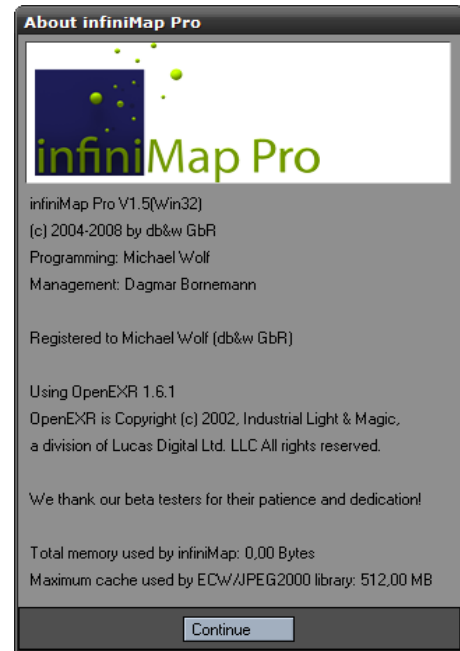 About infiniMap Pro
infiniMap Pro
infiniMap Pro V1.5(Win32)
(c) 2004-2008 by db&w GbR
Programming: Michael Wolf
Management: Dagmar Bornemann
Registered to Michael Wolf (db&w GbR)
Using OpenEXR 1.6.1
OpenEXR is Copyright (c) 2002, Industrial Light & Magic,
a division of Lucas Digital Ltd. LLC All rights reserved.
We thank our beta testers for their patience and dedication!
Total memory used by infiniMap: 0,00 Bytes
Maximum cache used by ECW/JPEG2000 library: 512,00 MB
Continue